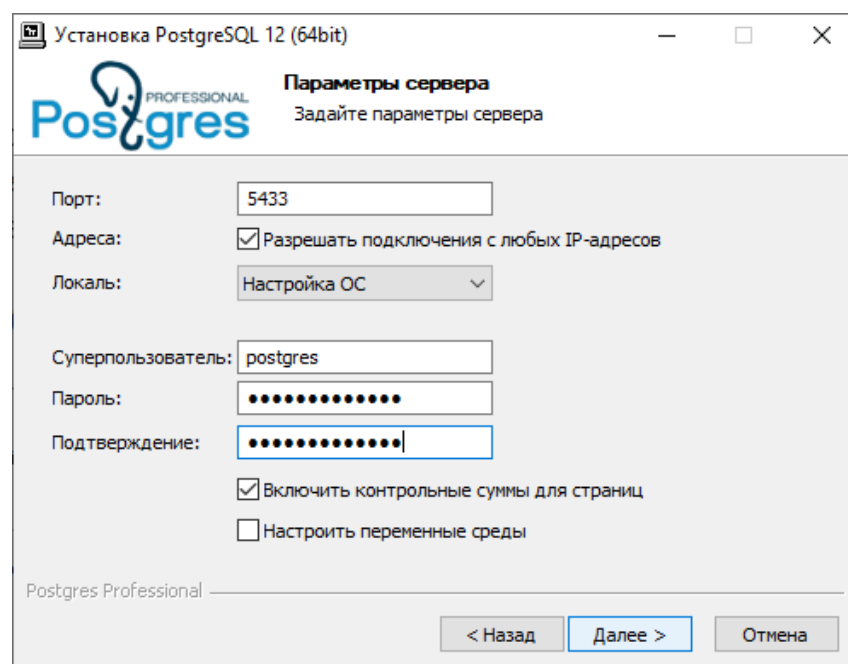 Установка PostgreSQL 12 (64bit)
PROFESSIONAL
Postgres
Параметры сервера
Задайте параметры сервера
Порт: 5433
Адреса: Разрешать подключения с любых IP-адресов
Локаль: Настройка ОС
Суперпользователь: postgres
Пароль: •••••••••••••
Подтверждение: •••••••••••••
Включить контрольные суммы для страниц
Настроить переменные среды
Postgres Professional
< Назад Далее > Отмена